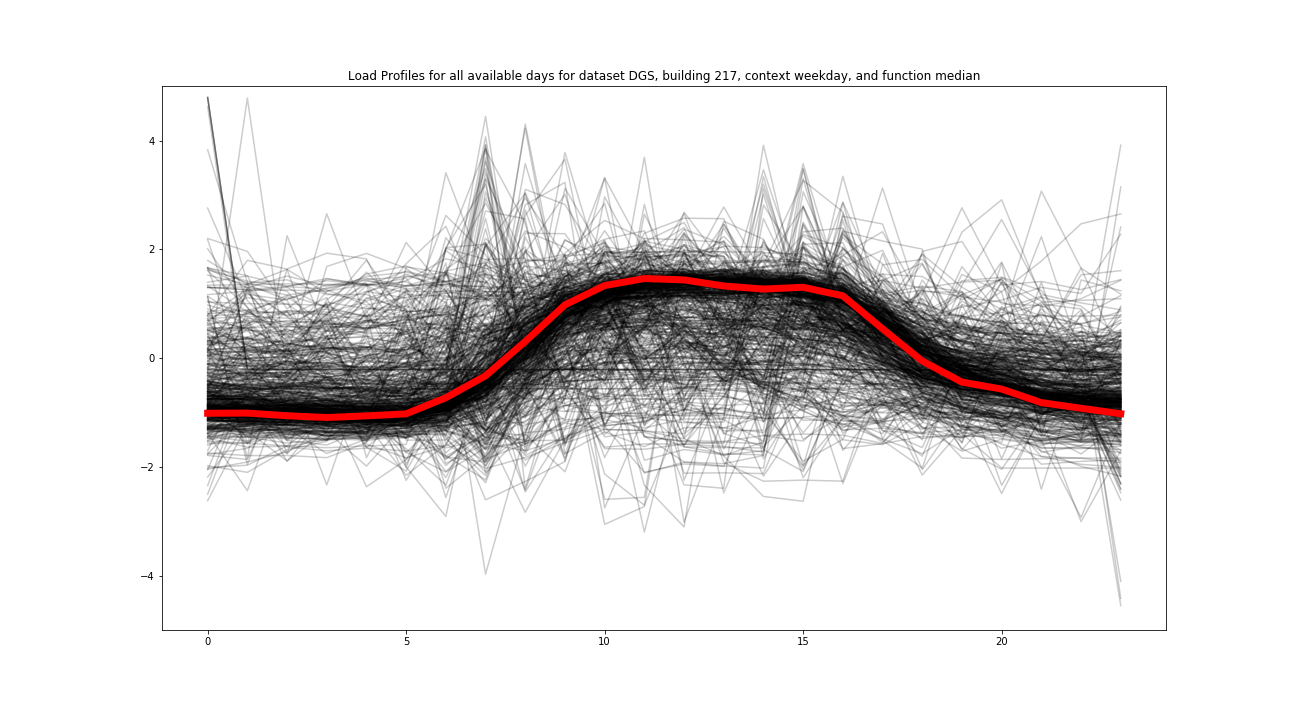 Load Profiles for all available days for dataset DGS, building 217, context weekday, and function median
4
2
0
−2
−4
0 5 10 15 20